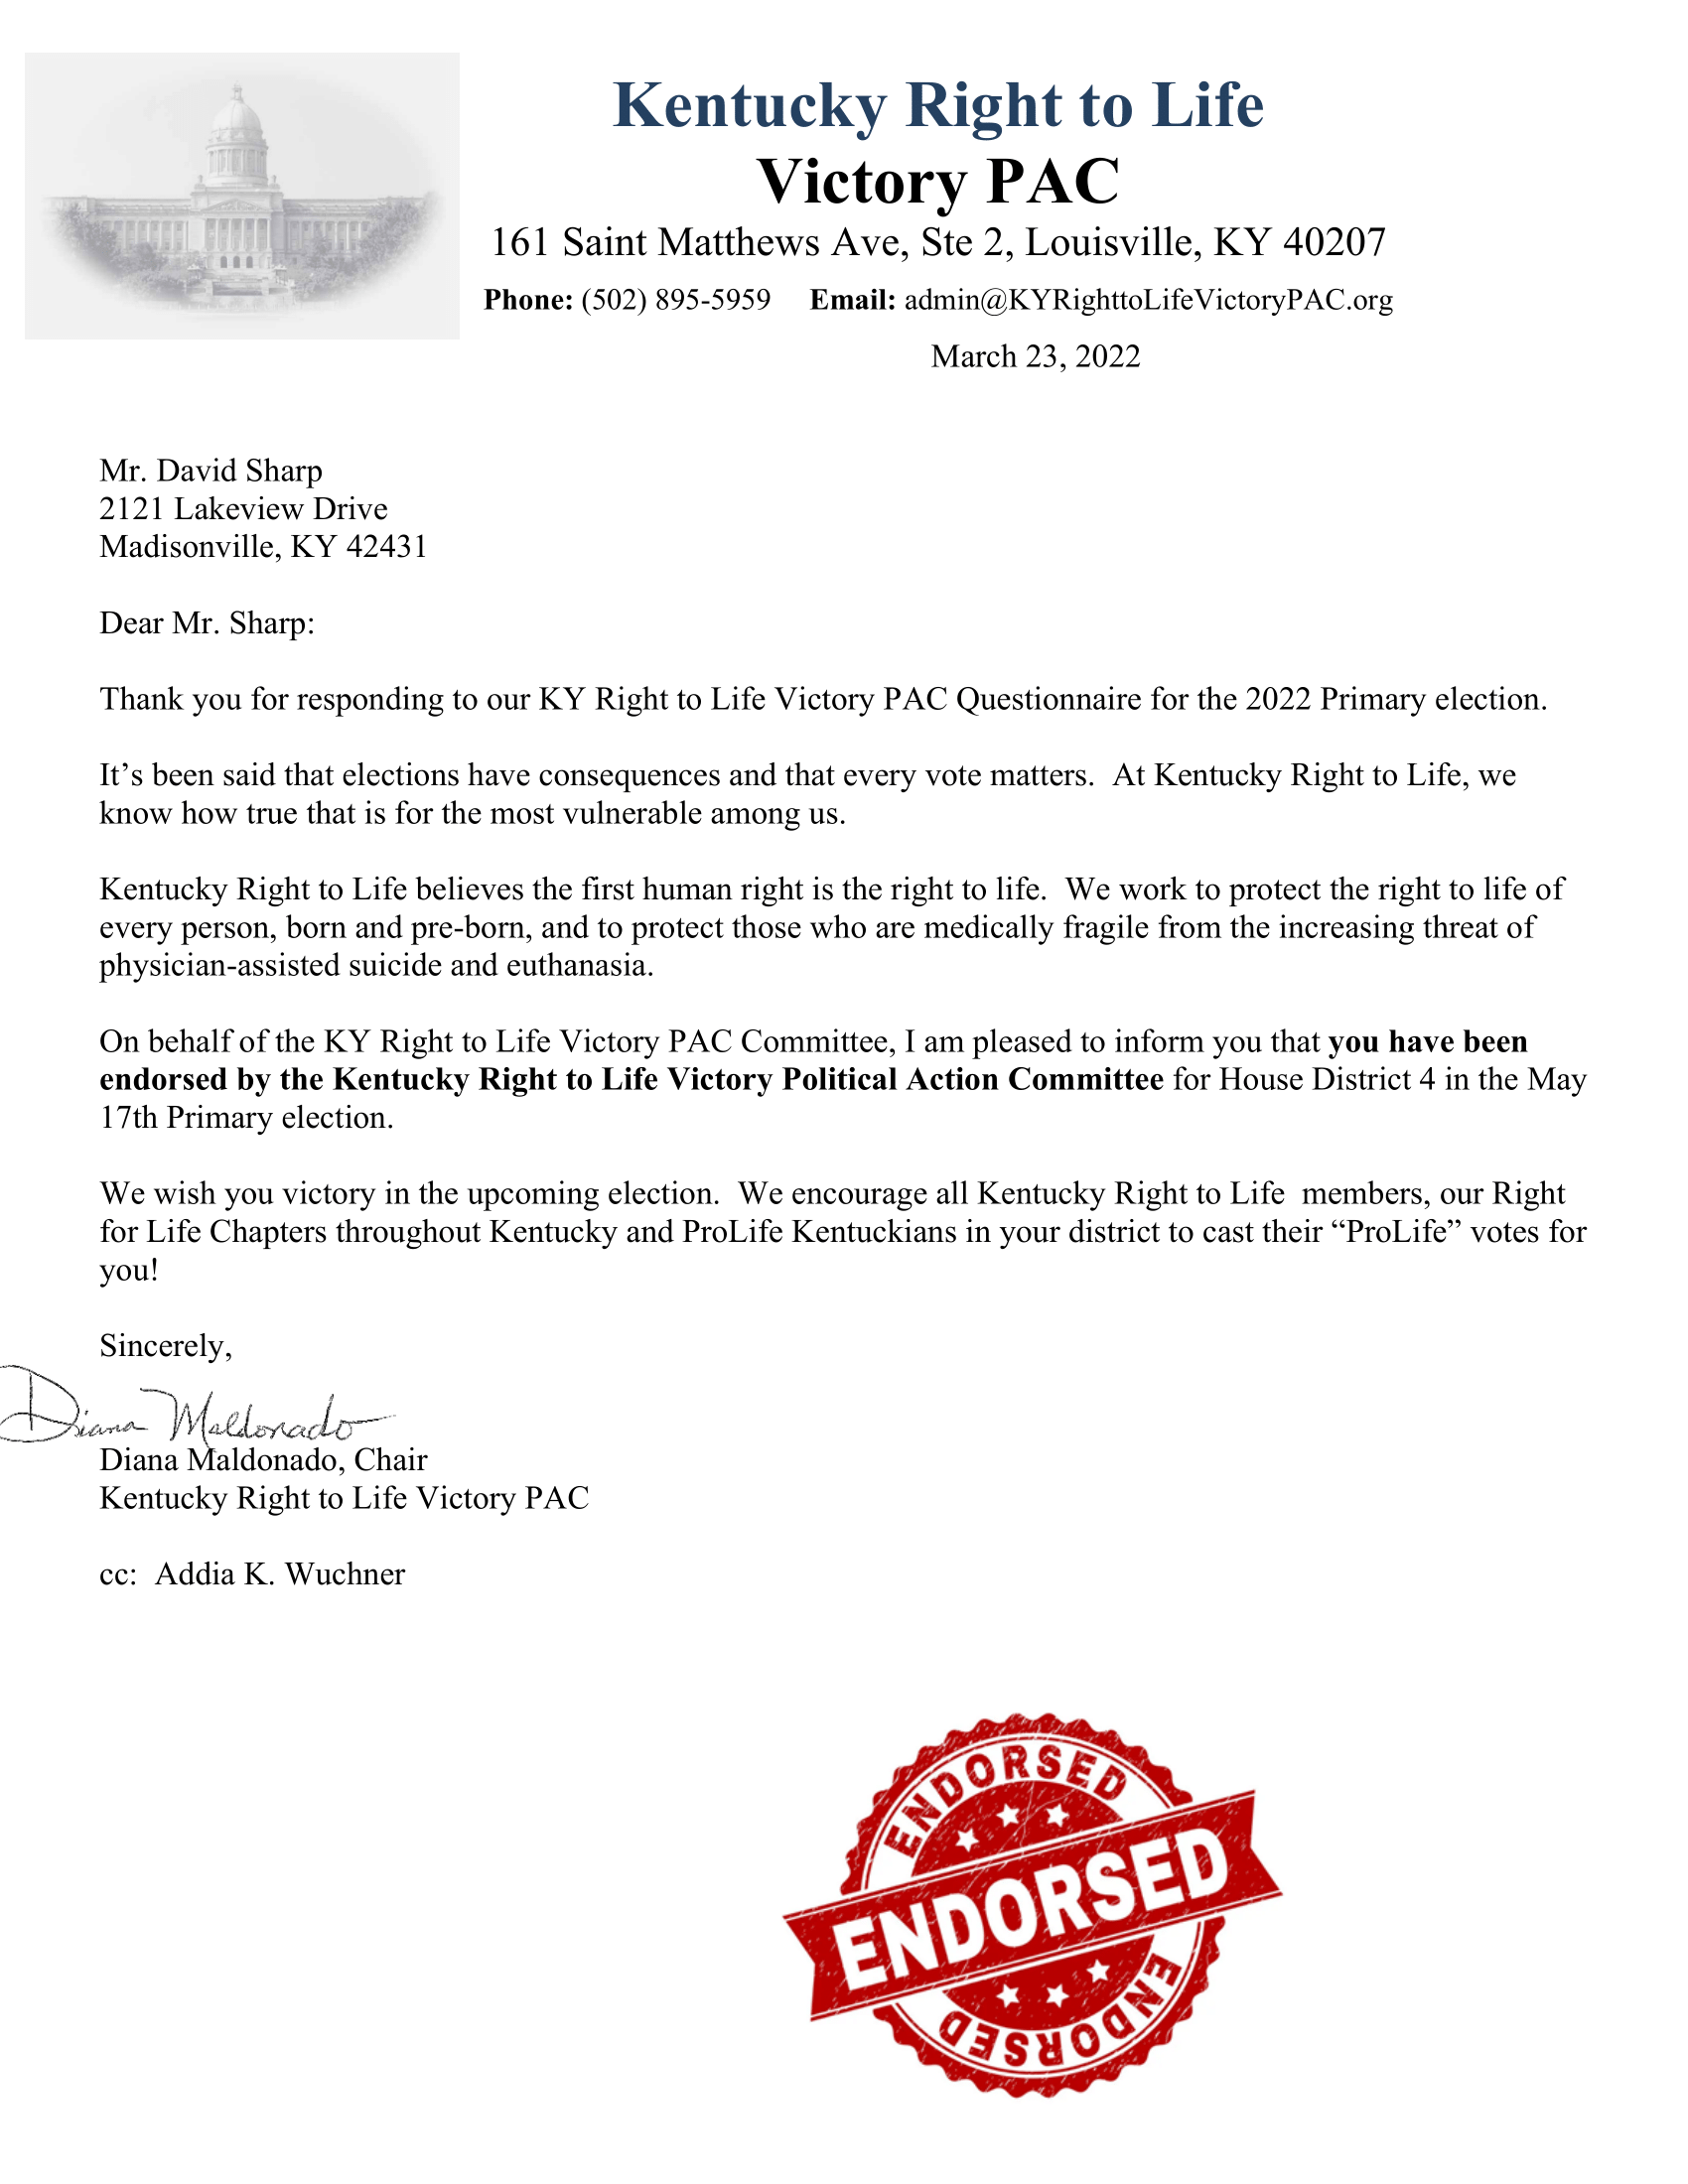 Kentucky Right to Life
Victory PAC
161 Saint Matthews Ave, Ste 2, Louisville, KY 40207
Phone: (502) 895-5959 Email: admin@KYRighttoLifeVictoryPAC.org
March 23, 2022
Mr. David Sharp
2121 Lakeview Drive
Madisonville, KY 42431
Dear Mr. Sharp:
Thank you for responding to our KY Right to Life Victory PAC Questionnaire for the 2022 Primary election.
It’s been said that elections have consequences and that every vote matters. At Kentucky Right to Life, we
know how true that is for the most vulnerable among us.
Kentucky Right to Life believes the first human right is the right to life. We work to protect the right to life of
every person, born and pre-born, and to protect those who are medically fragile from the increasing threat of
physician-assisted suicide and euthanasia.
On behalf of the KY Right to Life Victory PAC Committee, I am pleased to inform you that you have been
endorsed by the Kentucky Right to Life Victory Political Action Committee for House District 4 in the May
17th Primary election.
We wish you victory in the upcoming election. We encourage all Kentucky Right to Life members, our Right
for Life Chapters throughout Kentucky and ProLife Kentuckians in your district to cast their “ProLife” votes for
you!
Sincerely,
Diana Maldonado
Diana Maldonado, Chair
Kentucky Right to Life Victory PAC
cc: Addia K. Wuchner
ENDORSED
ENDORSED
ENDORSED